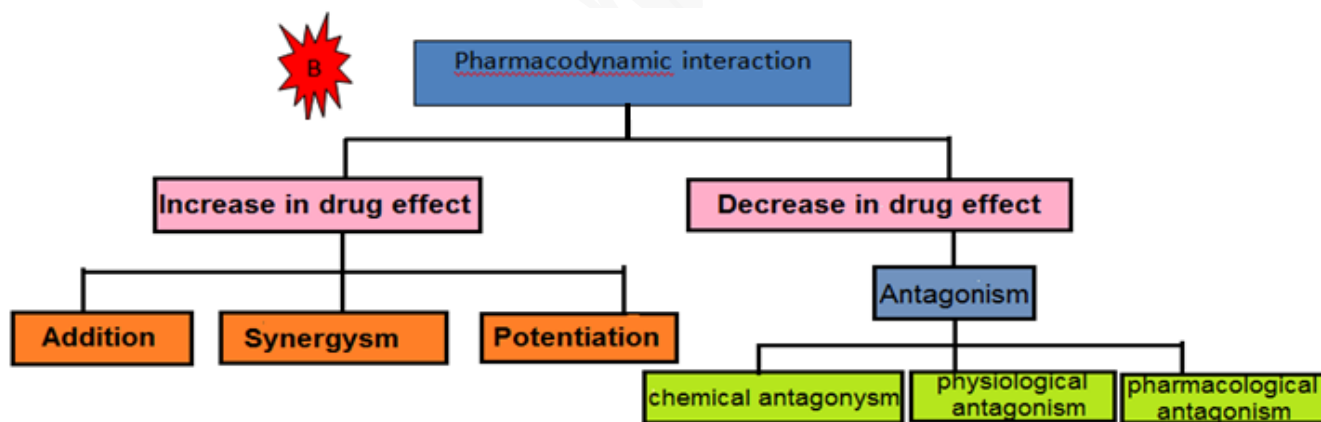 B
Pharmacodynamic interaction
Increase in drug effect
Decrease in drug effect
Antagonism
Addition
Synergysm
Potentiation
chemical antagonysm
physiological
antagonism
pharmacological
antagonism